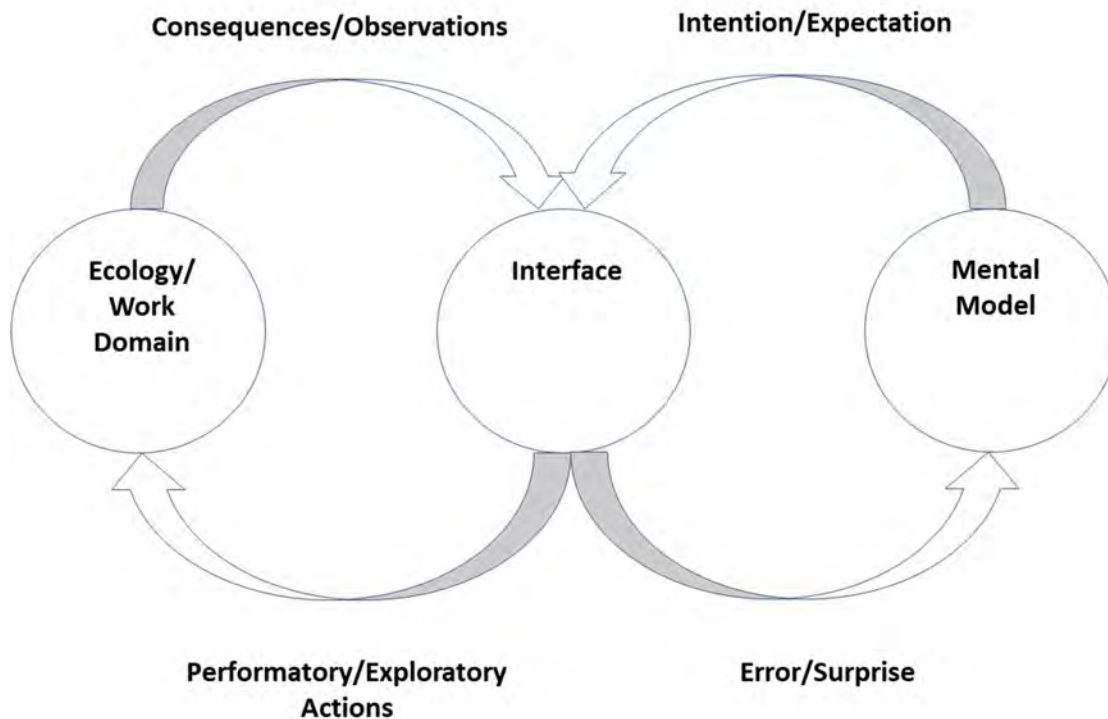 Consequences/Observations
Intention/Expectation
Ecology/
Work
Domain
Interface
Mental
Model
Performatory/Exploratory
Actions
Error/Surprise